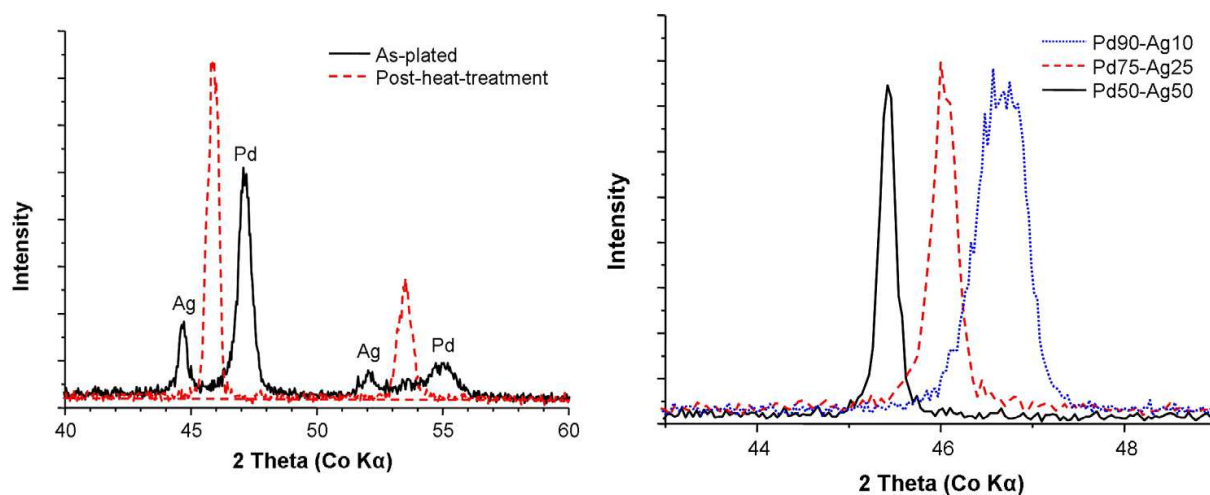 As-plated
Post-heat-treatment
Pd
Ag
Ag
Pd
Intensity
40
45
50
55
60
2 Theta (Co Kα)
Pd90-Ag10
Pd75-Ag25
Pd50-Ag50
Intensity
44
46
48
2 Theta (Co Kα)